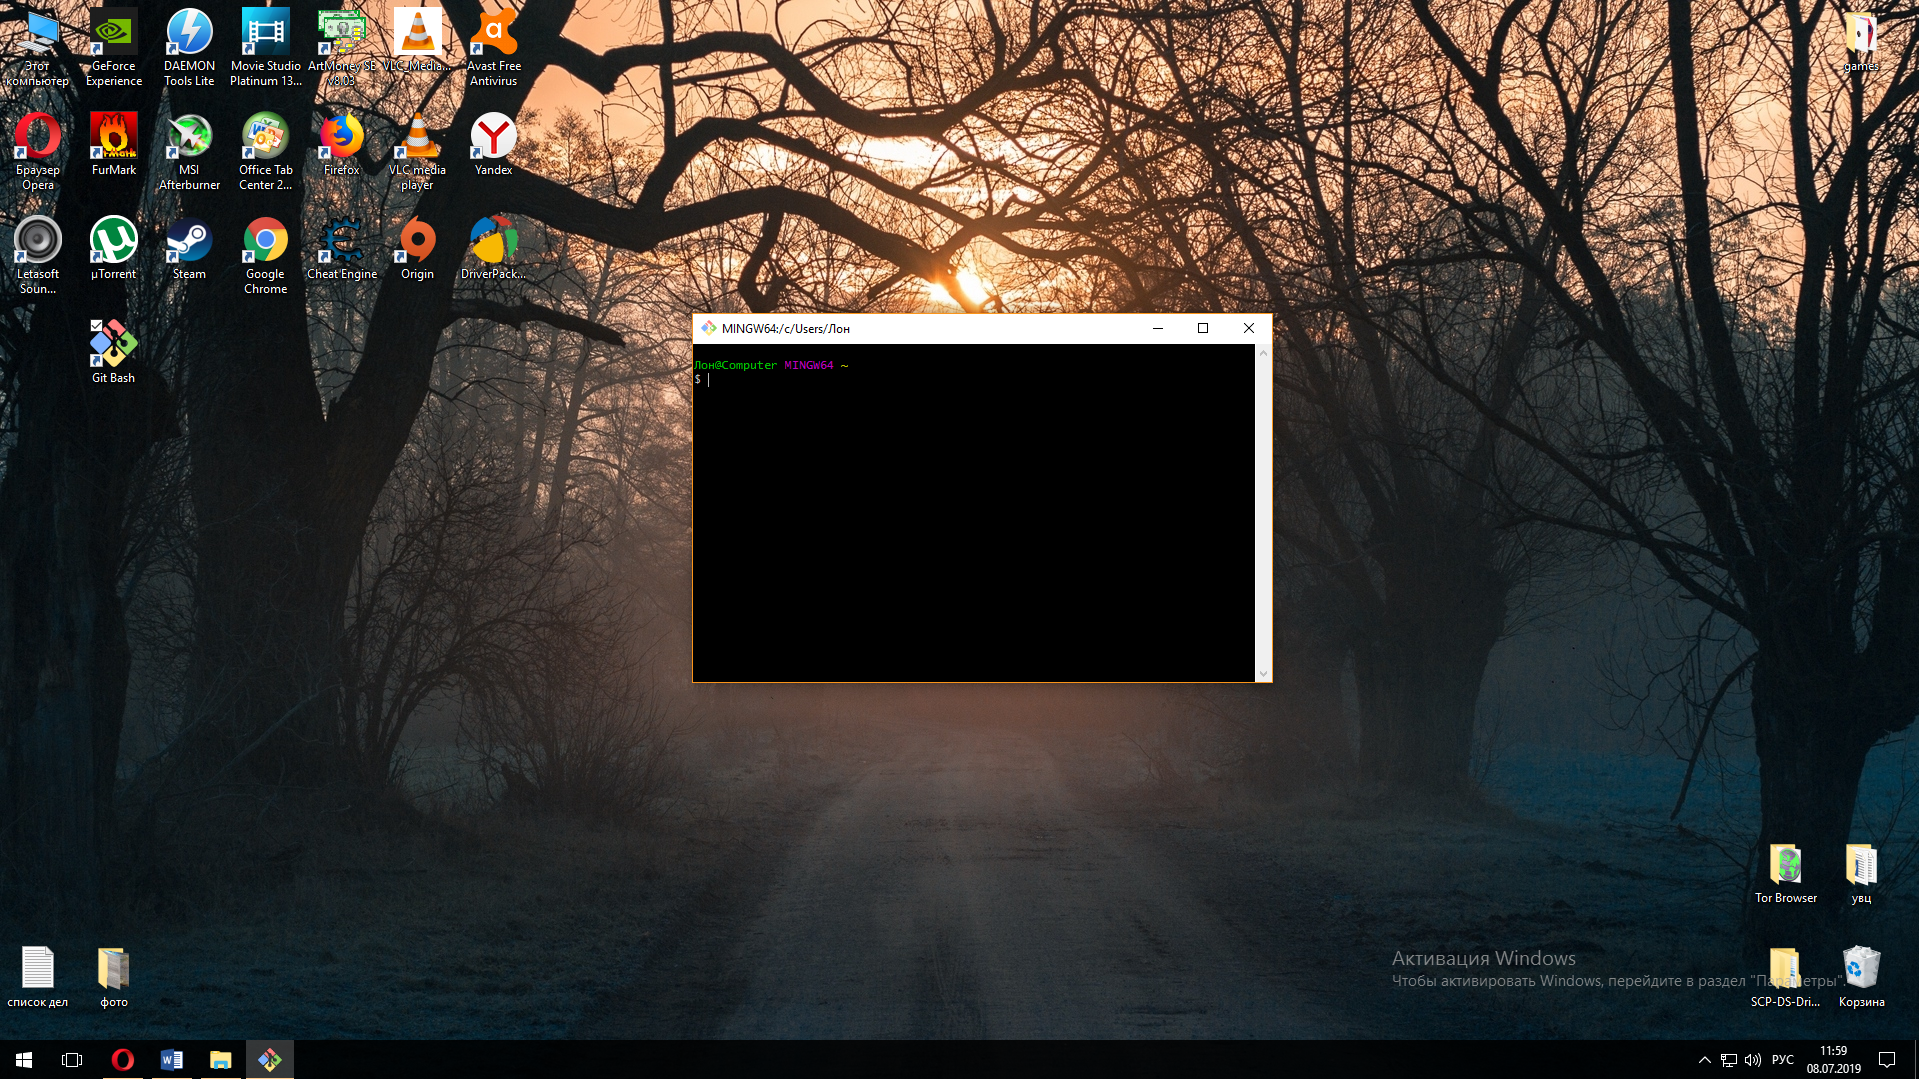 Этот
компьютер
GeForce
Experience
DAEMON
Tools Lite
Movie Studio
Platinum 13...
ArtMoney SE
v8.03
VLC_Media...
Avast Free
Antivirus
games
Браузер
Opera
FurMark
MSI
Afterburner
Office Tab
Center 2...
Firefox
VLC media
player
Yandex
Letasoft
Soun...
µTorrent
Steam
Google
Chrome
Cheat Engine
Origin
DriverPack...
Git Bash
MINGW64:/c/Users/Лон
Лон@Computer MINGW64 ~
$
Tor Browser
увц
список дел
фото
Активация Windows
Чтобы активировать Windows, перейдите в раздел "Параметры".
SCP-DS-Dri...
Корзина
РУС
11:59
08.07.2019